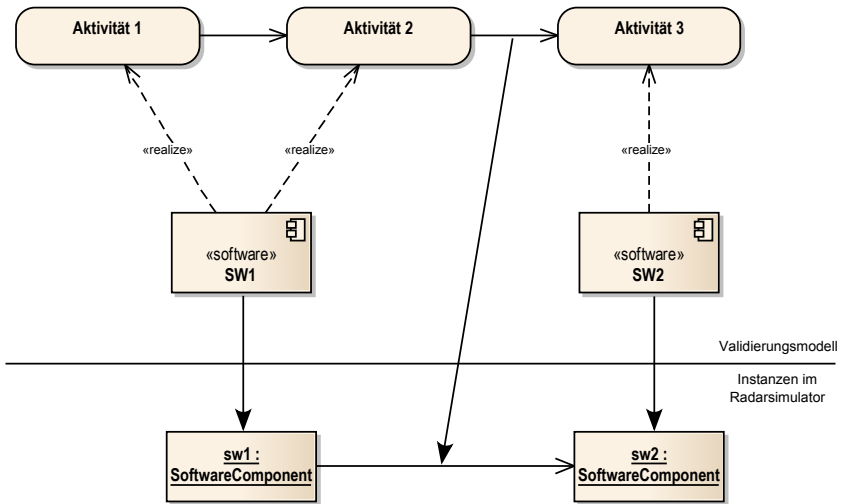 Aktivität 1
Aktivität 2
Aktivität 3
«realize»
«realize»
«realize»
«software»
SW1
«software»
SW2
Validierungsmodell
Instanzen im
Radarsimulator
sw1 :
SoftwareComponent
sw2 :
SoftwareComponent